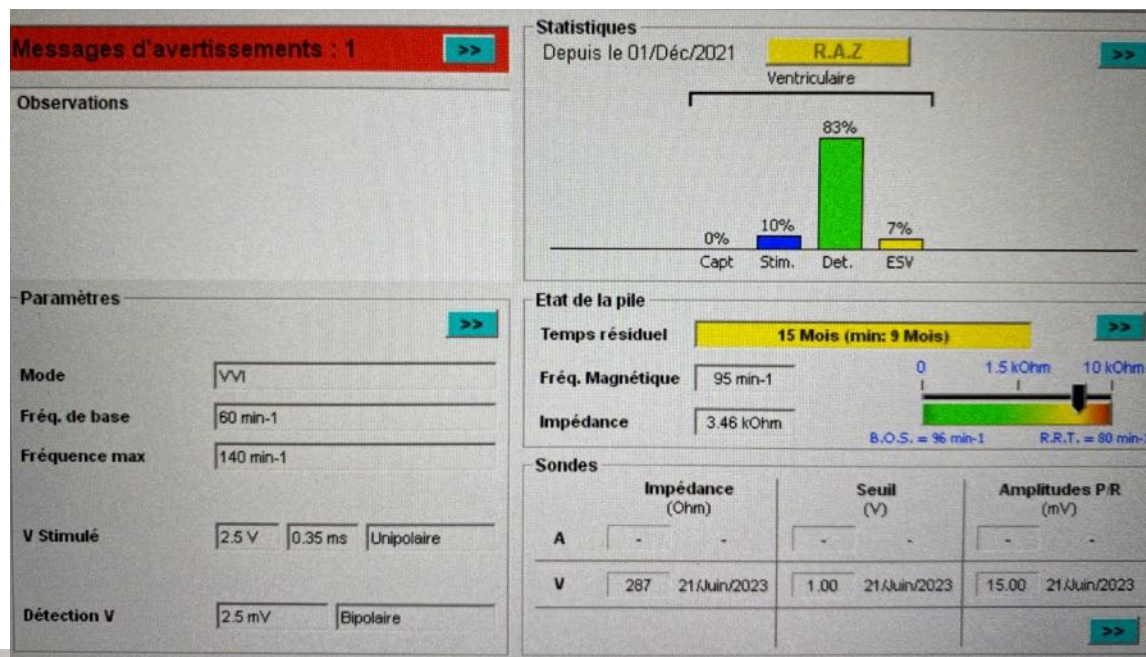 Messages d'avertissements : 1
>>
Observations
Statistiques
Depuis le 01/Déc/2021
R.A.Z
>>
Ventriculaire
83%
0%
10%
7%
Capt
Stim.
Det.
ESV
Paramètres
>>
Mode
VVI
Fréq. de base
60 min-1
Fréquence max
140 min-1
V Stimulé
2.5 V
0.35 ms
Unipolaire
Détection V
2.5 mV
Bipolaire
Etat de la pile
Temps résiduel
15 Mois (min: 9 Mois)
>>
Fréq. Magnétique
95 min-1
0
1.5 kOhm
10 kOhm
Impédance
3.46 kOhm
B.O.S. = 96 min-1
R.R.T. = 80 min-
Sondes
Impédance
(Ohm)
Seuil
(V)
Amplitudes P/R
(mV)
A
-
-
-
-
-
-
V
287
21/Juin/2023
1.00
21/Juin/2023
15.00
21/Juin/2023
>>